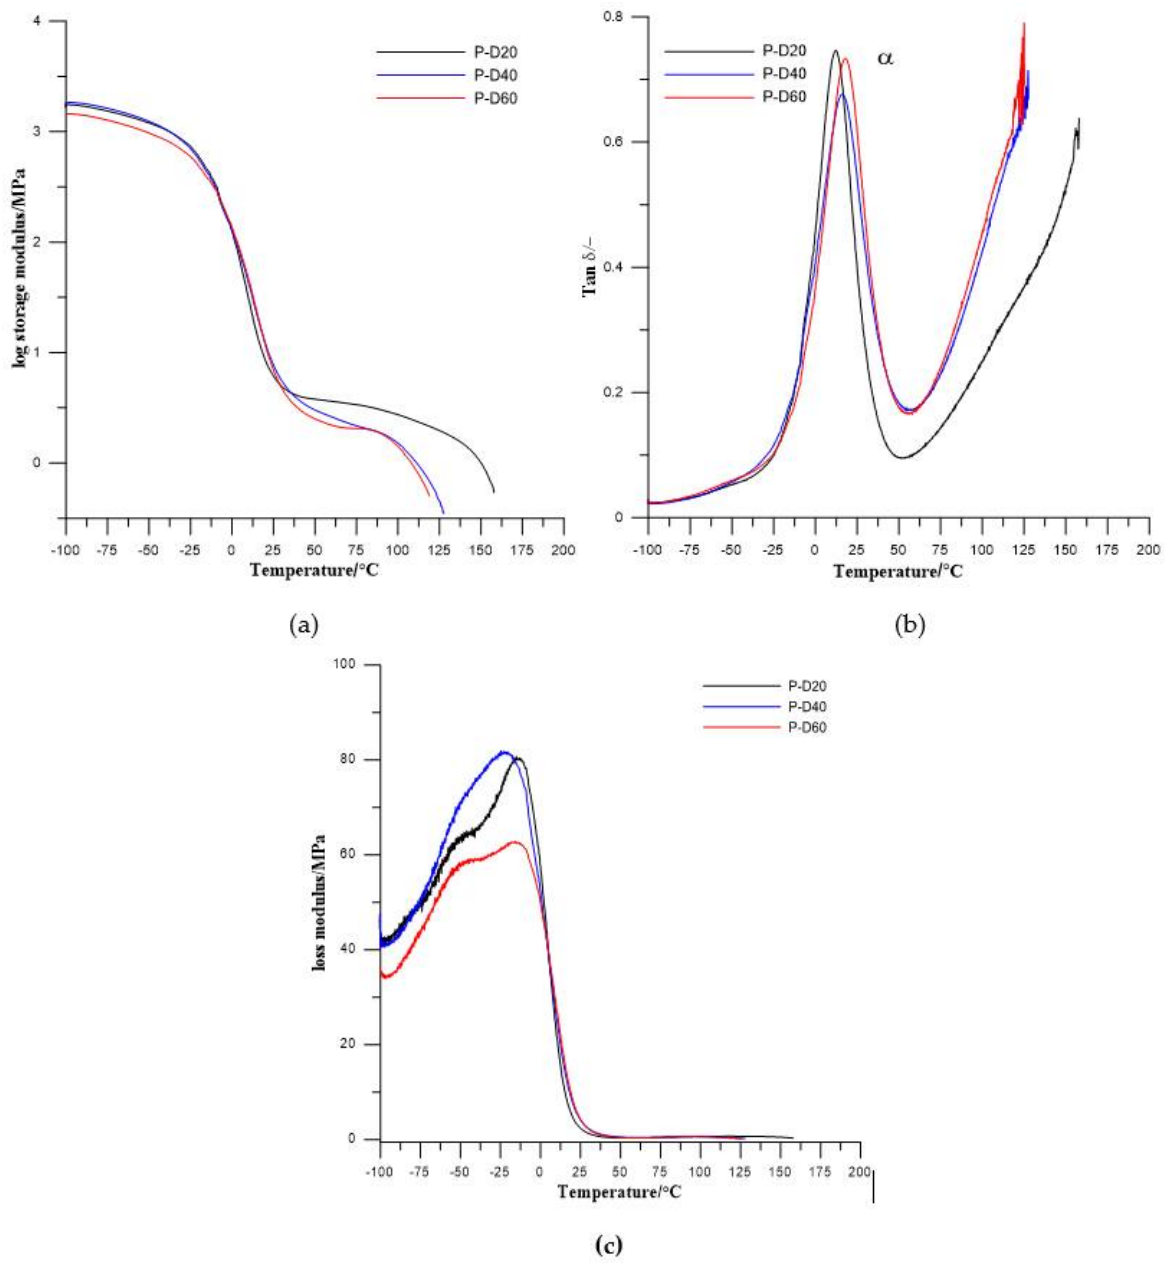 4
3
2
1
0
log storage modulus/MPa
P-D20
P-D40
P-D60
-100 -75 -50 -25 0 25 50 75 100 125 150 175 200
Temperature/°C
(a)
0.8
0.6
0.4
0.2
0
Tan δ/–
P-D20
P-D40
P-D60
α
-100 -75 -50 -25 0 25 50 75 100 125 150 175 200
Temperature/°C
(b)
100
80
60
40
20
0
loss modulus/MPa
P-D20
P-D40
P-D60
-100 -75 -50 -25 0 25 50 75 100 125 150 175 200
Temperature/°C
(c)